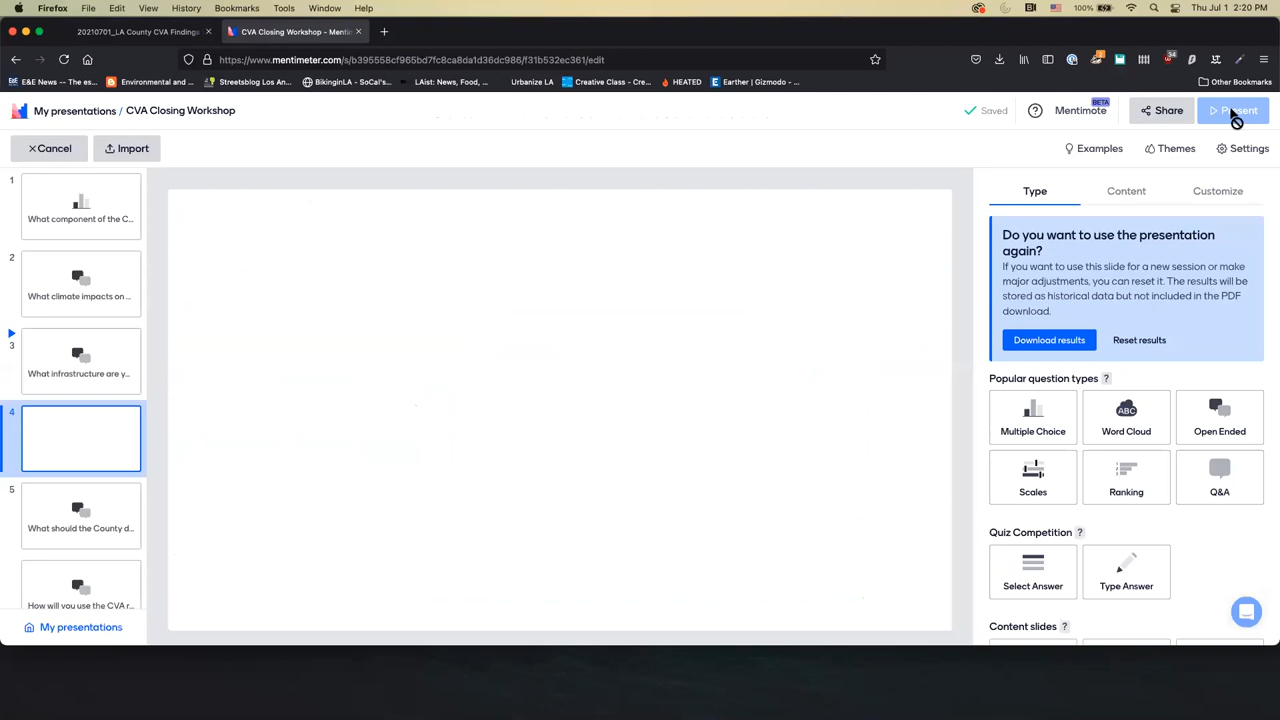 Firefox File Edit View History Bookmarks Tools Window Help 100% Thu Jul 1 2:20 PM
20210701_LA County CVA Findings × CVA Closing Workshop - Mentim × +
https://www.mentimeter.com/s/b395558cf965bd7fc8ca8da1d36dc986/f31b532ec361/edit 34
E&E News -- The es... Environmental and ... Streetsblog Los An... BikinginLA - SoCal's... LAist: News, Food, ... Urbanize LA Creative Class - Cre... HEATED Earther | Gizmodo - ... Other Bookmarks
My presentations / CVA Closing Workshop Saved ? Mentimote BETA Share Present
×Cancel Import Examples Themes Settings
1
What component of the C...
2
What climate impacts on ...
3
What infrastructure are y...
4
5
What should the County d...
How will you use the CVA r...
My presentations
Type Content Customize
Do you want to use the presentation
again?
If you want to use this slide for a new session or make
major adjustments, you can reset it. The results will be
stored as historical data but not included in the PDF
download.
Download results Reset results
Popular question types ?
ABC
Multiple Choice Word Cloud Open Ended
Scales Ranking Q&A
Quiz Competition ?
Select Answer Type Answer
Content slides ?